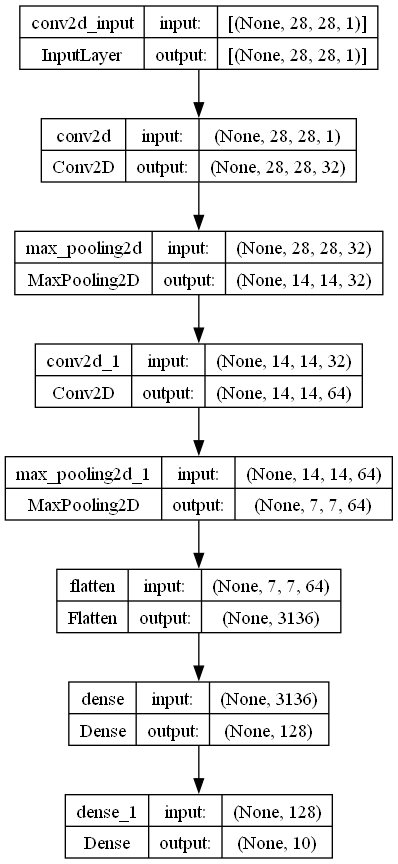 conv2d_input input: [(None, 28, 28, 1)]
InputLayer output: [(None, 28, 28, 1)]
conv2d input: (None, 28, 28, 1)
Conv2D output: (None, 28, 28, 32)
max_pooling2d input: (None, 28, 28, 32)
MaxPooling2D output: (None, 14, 14, 32)
conv2d_1 input: (None, 14, 14, 32)
Conv2D output: (None, 14, 14, 64)
max_pooling2d_1 input: (None, 14, 14, 64)
MaxPooling2D output: (None, 7, 7, 64)
flatten input: (None, 7, 7, 64)
Flatten output: (None, 3136)
dense input: (None, 3136)
Dense output: (None, 128)
dense_1 input: (None, 128)
Dense output: (None, 10)